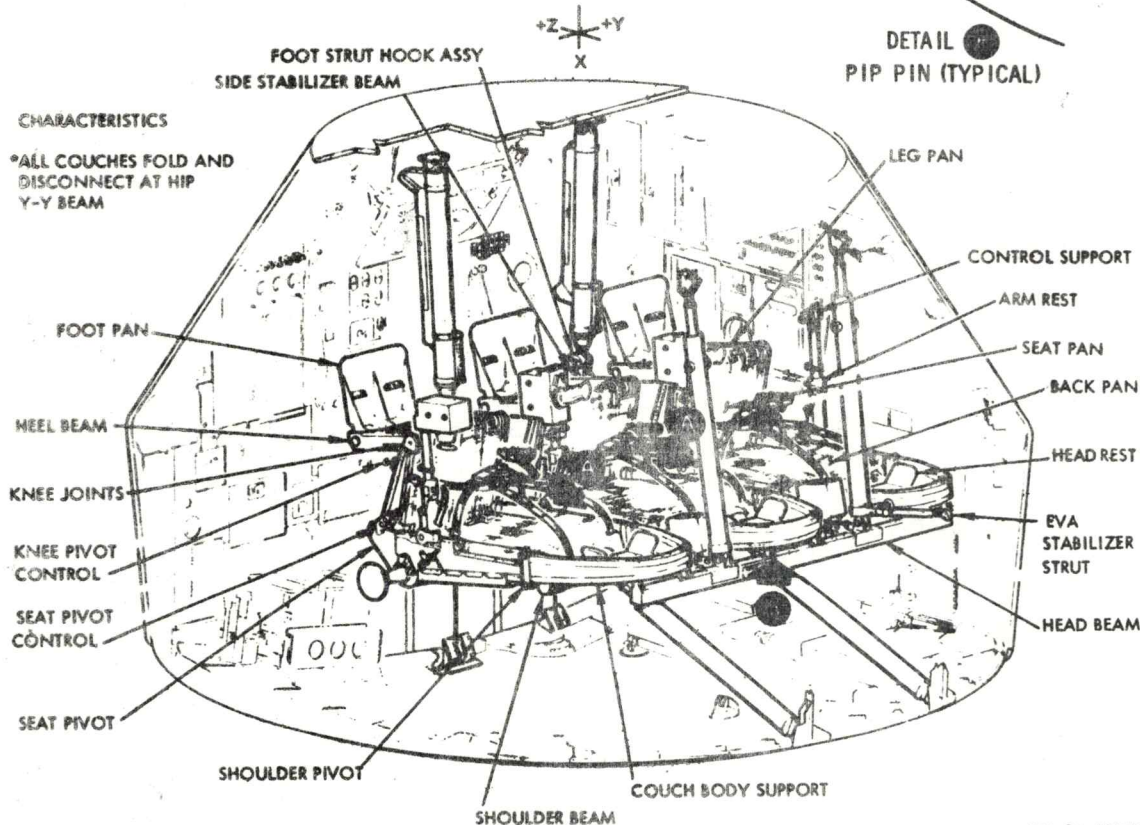 +Z
+Y
X
DETAIL
PIP PIN (TYPICAL)
FOOT STRUT HOOK ASSY
SIDE STABILIZER BEAM
CHARACTERISTICS
*ALL COUCHES FOLD AND
DISCONNECT AT HIP
Y-Y BEAM
LEG PAN
CONTROL SUPPORT
ARM REST
SEAT PAN
BACK PAN
HEAD REST
EVA
STABILIZER
STRUT
HEAD BEAM
FOOT PAN
HEEL BEAM
KNEE JOINTS
KNEE PIVOT
CONTROL
SEAT PIVOT
CONTROL
SEAT PIVOT
SHOULDER PIVOT
SHOULDER BEAM
COUCH BODY SUPPORT